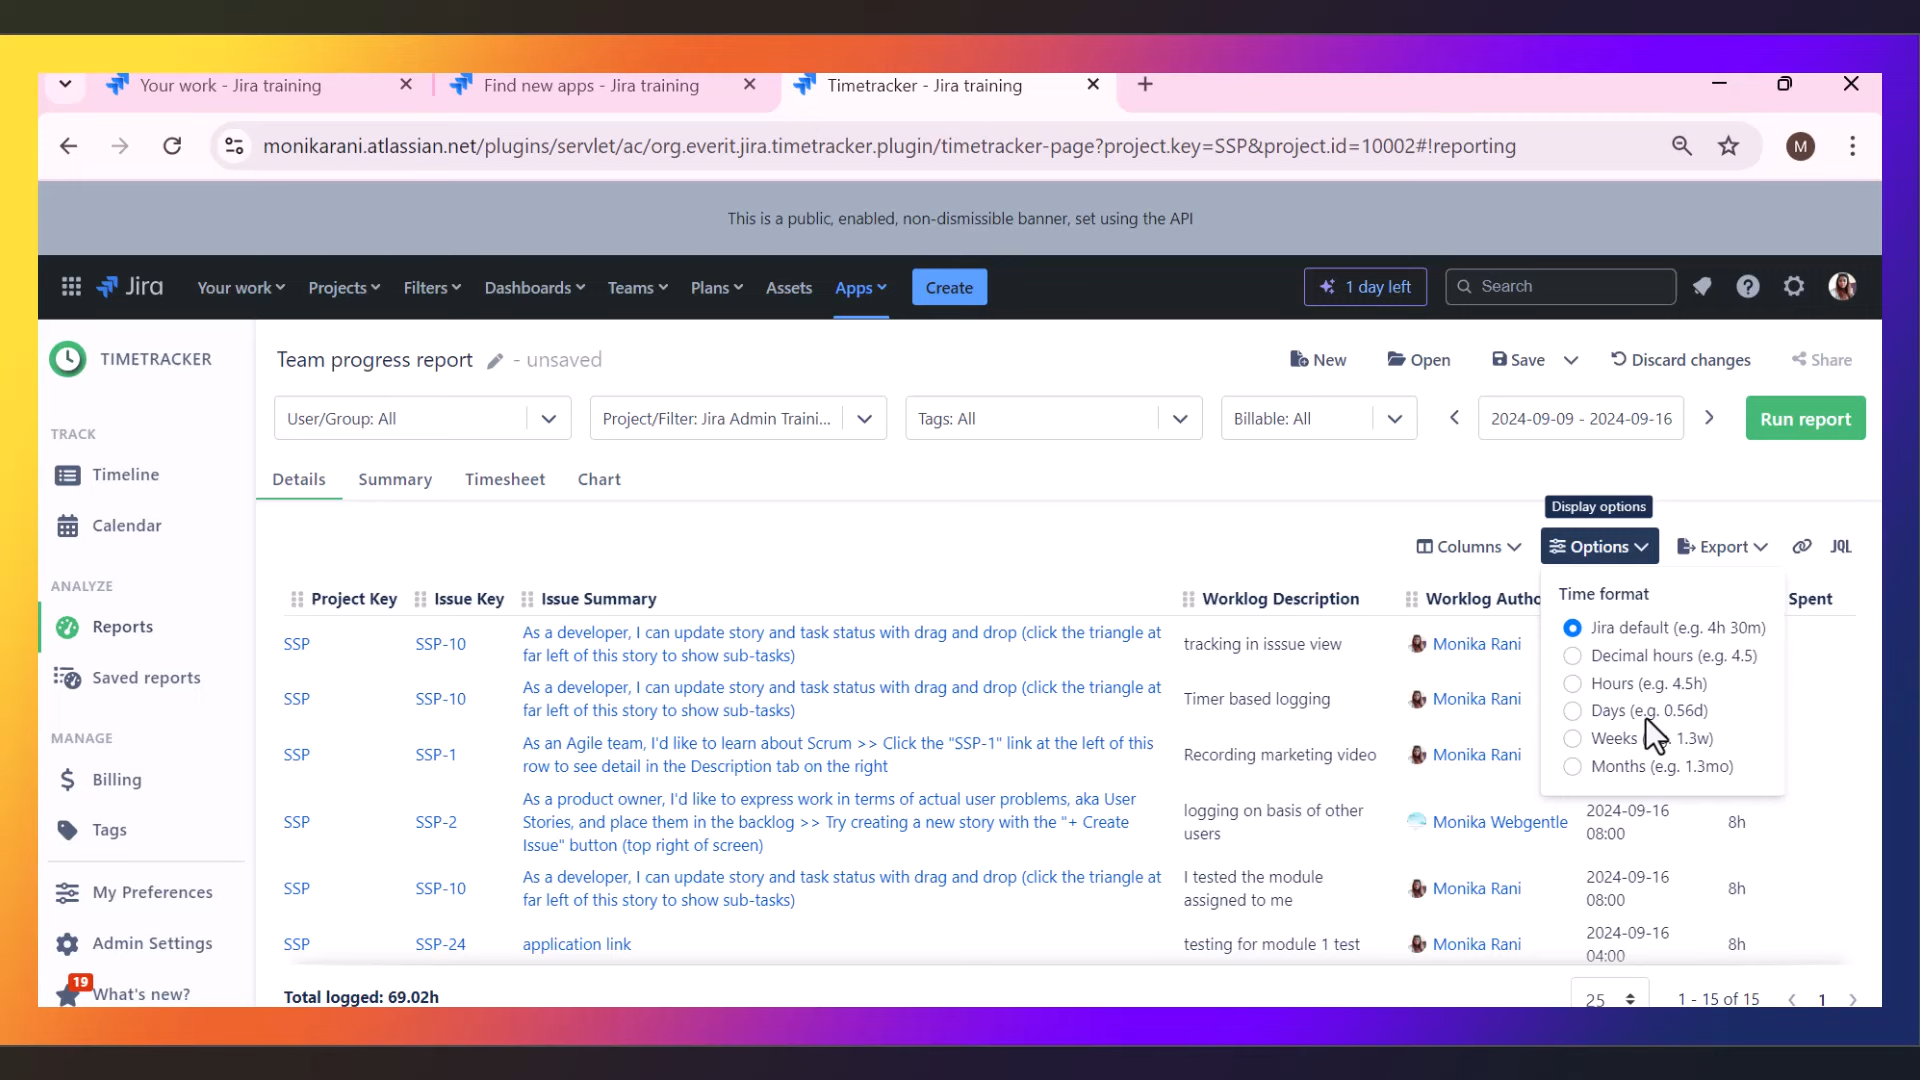 Your work - Jira training
Find new apps - Jira training
Timetracker - Jira training
monikarani.atlassian.net/plugins/servlet/ac/org.everit.jira.timetracker.plugin/timetracker-page?project.key=SSP&project.id=10002#!reporting
M
This is a public, enabled, non-dismissible banner, set using the API
Jira
Your work
Projects
Filters
Dashboards
Teams
Plans
Assets
Apps
Create
1 day left
Search
TIMETRACKER
TRACK
Timeline
Calendar
ANALYZE
Reports
Saved reports
MANAGE
Billing
Tags
My Preferences
Admin Settings
19
What's new?
Team progress report - unsaved
New
Open
Save
Discard changes
Share
User/Group: All
Project/Filter: Jira Admin Traini...
Tags: All
Billable: All
2024-09-09 - 2024-09-16
Run report
Details
Summary
Timesheet
Chart
Display options
Columns
Options
Export
JQL
Time format
Jira default (e.g. 4h 30m)
Decimal hours (e.g. 4.5)
Hours (e.g. 4.5h)
Days (e.g. 0.56d)
Weeks 1.3w)
Months (e.g. 1.3mo)
Project Key
Issue Key
Issue Summary
Worklog Description
Worklog Autho
Spent
SSP
SSP-10
As a developer, I can update story and task status with drag and drop (click the triangle at
far left of this story to show sub-tasks)
tracking in isssue view
Monika Rani
SSP
SSP-10
As a developer, I can update story and task status with drag and drop (click the triangle at
far left of this story to show sub-tasks)
Timer based logging
Monika Rani
SSP
SSP-1
As an Agile team, I'd like to learn about Scrum >> Click the "SSP-1" link at the left of this
row to see detail in the Description tab on the right
Recording marketing video
Monika Rani
SSP
SSP-2
As a product owner, I'd like to express work in terms of actual user problems, aka User
Stories, and place them in the backlog >> Try creating a new story with the "+ Create
Issue" button (top right of screen)
logging on basis of other
users
Monika Webgentle
2024-09-16
08:00
8h
SSP
SSP-10
As a developer, I can update story and task status with drag and drop (click the triangle at
far left of this story to show sub-tasks)
I tested the module
assigned to me
Monika Rani
2024-09-16
08:00
8h
SSP
SSP-24
application link
testing for module 1 test
Monika Rani
2024-09-16
04:00
8h
Total logged: 69.02h
25
1 - 15 of 15
1